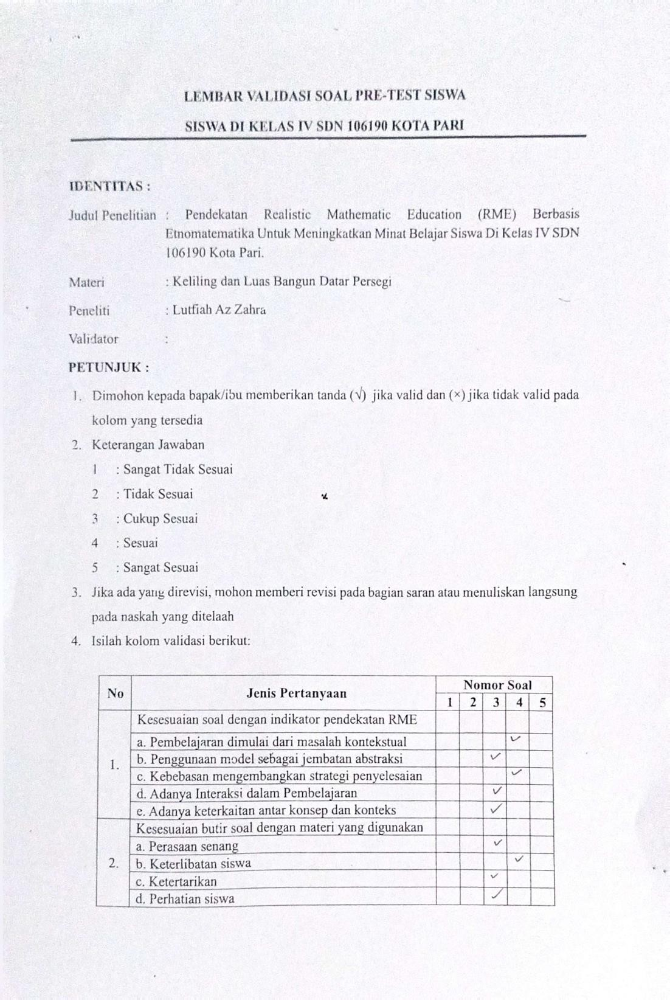 LEMBAR VALIDASI SOAL PRE-TEST SISWA
SISWA DI KELAS IV SDN 106190 KOTA PARI
IDENTITAS :
Judul Penelitian : Pendekatan Realistic Mathematic Education (RME) Berbasis
Etnomatematika Untuk Meningkatkan Minat Belajar Siswa Di Kelas IV SDN
106190 Kota Pari.
Materi : Keliling dan Luas Bangun Datar Persegi
Peneliti : Lutfiah Az Zahra
Validator :
PETUNJUK :
1. Dimohon kepada bapak/ibu memberikan tanda (√) jika valid dan (×) jika tidak valid pada
kolom yang tersedia
2. Keterangan Jawaban
1 : Sangat Tidak Sesuai
2 : Tidak Sesuai
3 : Cukup Sesuai
4 : Sesuai
5 : Sangat Sesuai
3. Jika ada yang direvisi, mohon memberi revisi pada bagian saran atau menuliskan langsung
pada naskah yang ditelaah
4. Isilah kolom validasi berikut:
No Jenis Pertanyaan Nomor Soal
1 2 3 4 5
1. Kesesuaian soal dengan indikator pendekatan RME
a. Pembelajaran dimulai dari masalah kontekstual ✓
b. Penggunaan model sebagai jembatan abstraksi ✓
c. Kebebasan mengembangkan strategi penyelesaian ✓
d. Adanya Interaksi dalam Pembelajaran ✓
e. Adanya keterkaitan antar konsep dan konteks ✓
2. Kesesuaian butir soal dengan materi yang digunakan
a. Perasaan senang ✓
b. Keterlibatan siswa ✓
c. Ketertarikan ✓
d. Perhatian siswa ✓